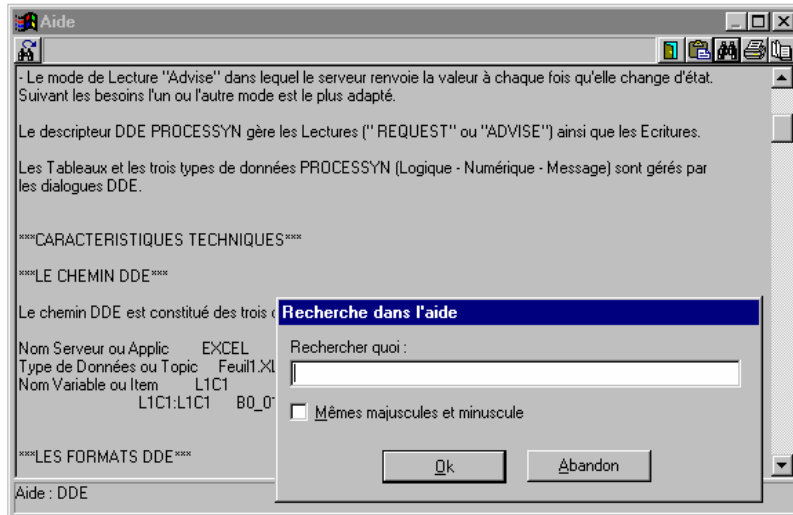 Aide
- Le mode de Lecture "Advise" dans lequel le serveur renvoie la valeur à chaque fois qu'elle change d'état.
Suivant les besoins l'un ou l'autre mode est le plus adapté.
Le descripteur DDE PROCESSYN gère les Lectures (" REQUEST" ou "ADVISE") ainsi que les Ecritures.
Les Tableaux et les trois types de données PROCESSYN (Logique - Numérique - Message) sont gérés par
les dialogues DDE.
***CARACTERISTIQUES TECHNIQUES***
***LE CHEMIN DDE***
Le chemin DDE est constitué des trois
Nom Serveur ou Applic EXCEL
Type de Données ou Topic Feuil1.XL
Nom Variable ou Item L1C1
L1C1:L1C1 B0_01
***LES FORMATS DDE***
Aide : DDE
Recherche dans l'aide
Rechercher quoi :
Mêmes majuscules et minuscule
Ok
Abandon